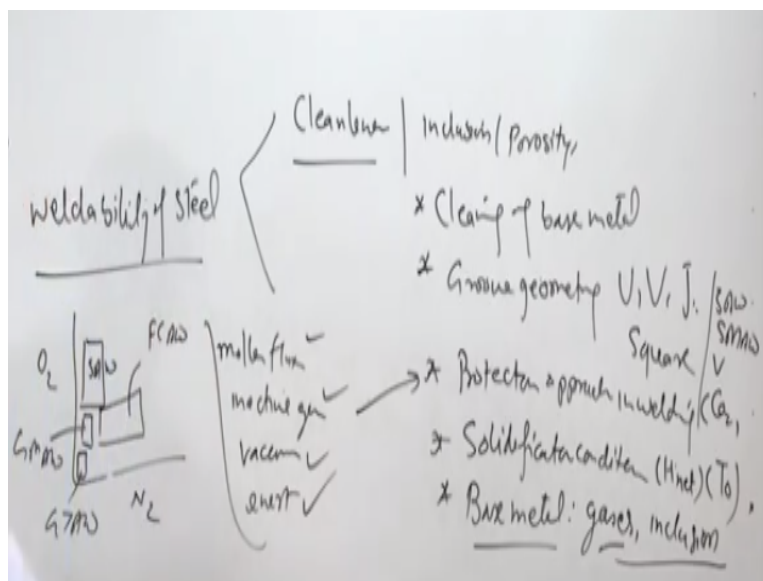 Cleanliness | Inclusion / Porosity,
weldability of steel
* Cleaning of base metal
* Groove geometry U, V, J,
Square
SAW
SMAW
V
O2
SAW
FCAW
GMAW
GTAW
N2
molten flux ✓
inactive gas ✓
vacuum ✓
inert ✓
* Protection approach in welding (CO2,
* Solidification condition (Hnet) (To),
* Base metal: gases, inclusion